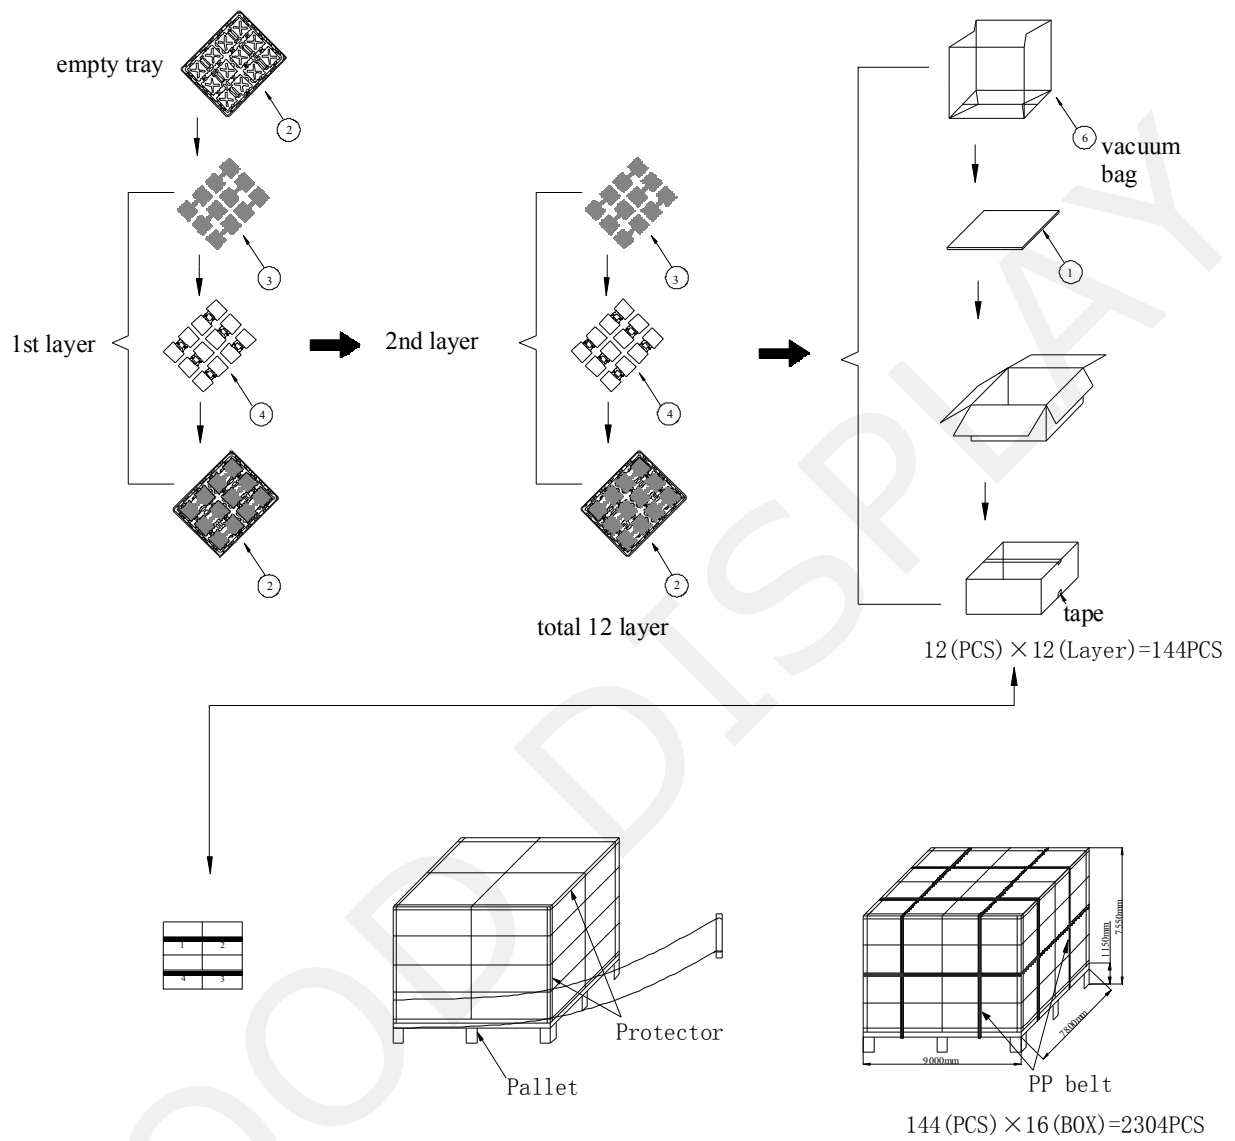 empty tray
2
6
vacuum
bag
3
3
1
1st layer
2nd layer
4
4
2
2
tape
total 12 layer
12(PCS)×12(Layer)=144PCS
1 2
4 3
Protector
Pallet
7550mm
1150mm
7800mm
9000mm
PP belt
144(PCS)×16(BOX)=2304PCS
OOD DISPLAY